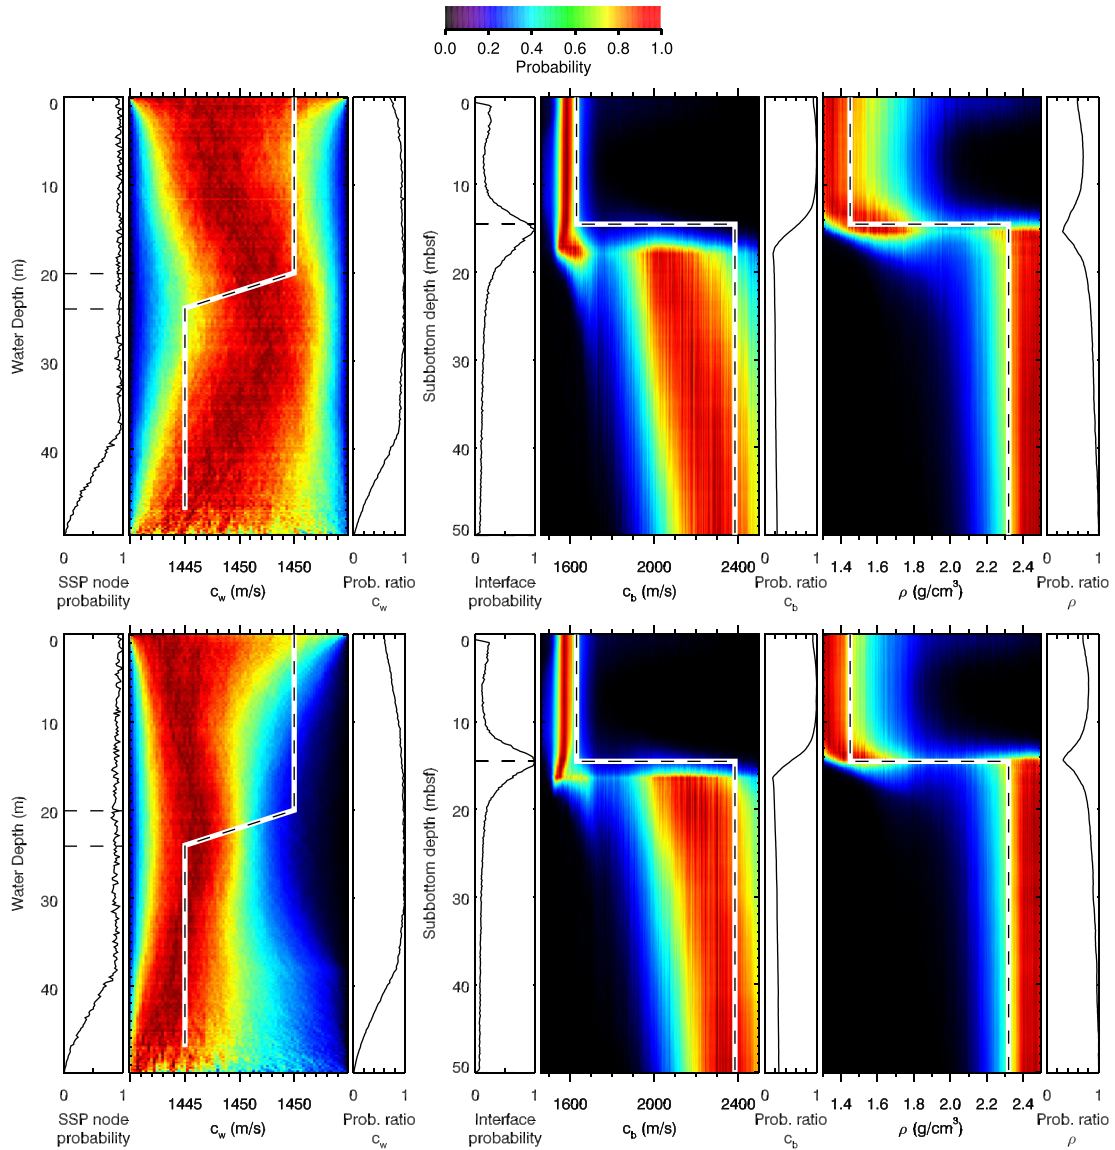 0.0 0.2 0.4 0.6 0.8 1.0
Probability
0
10
20
30
40
Water Depth (m)
0
10
20
30
40
50
Subbottom depth (mbsf)
0 1
SSP node
probability
1445 1450 1450
c_w (m/s)
0 1
Prob. ratio
c_w
0 1
Interface
probability
1600 2000 2400
c_b (m/s)
0 1
Prob. ratio
c_b
1.4 1.6 1.8 2.0 2.2 2.4
ρ (g/cm³)
0 1
Prob. ratio
ρ
0
10
20
30
40
Water Depth (m)
0
10
20
30
40
50
Subbottom depth (mbsf)
0 1
SSP node
probability
1445 1450 1450
c_w (m/s)
0 1
Prob. ratio
c_w
0 1
Interface
probability
1600 2000 2400
c_b (m/s)
0 1
Prob. ratio
c_b
1.4 1.6 1.8 2.0 2.2 2.4
ρ (g/cm³)
0 1
Prob. ratio
ρ